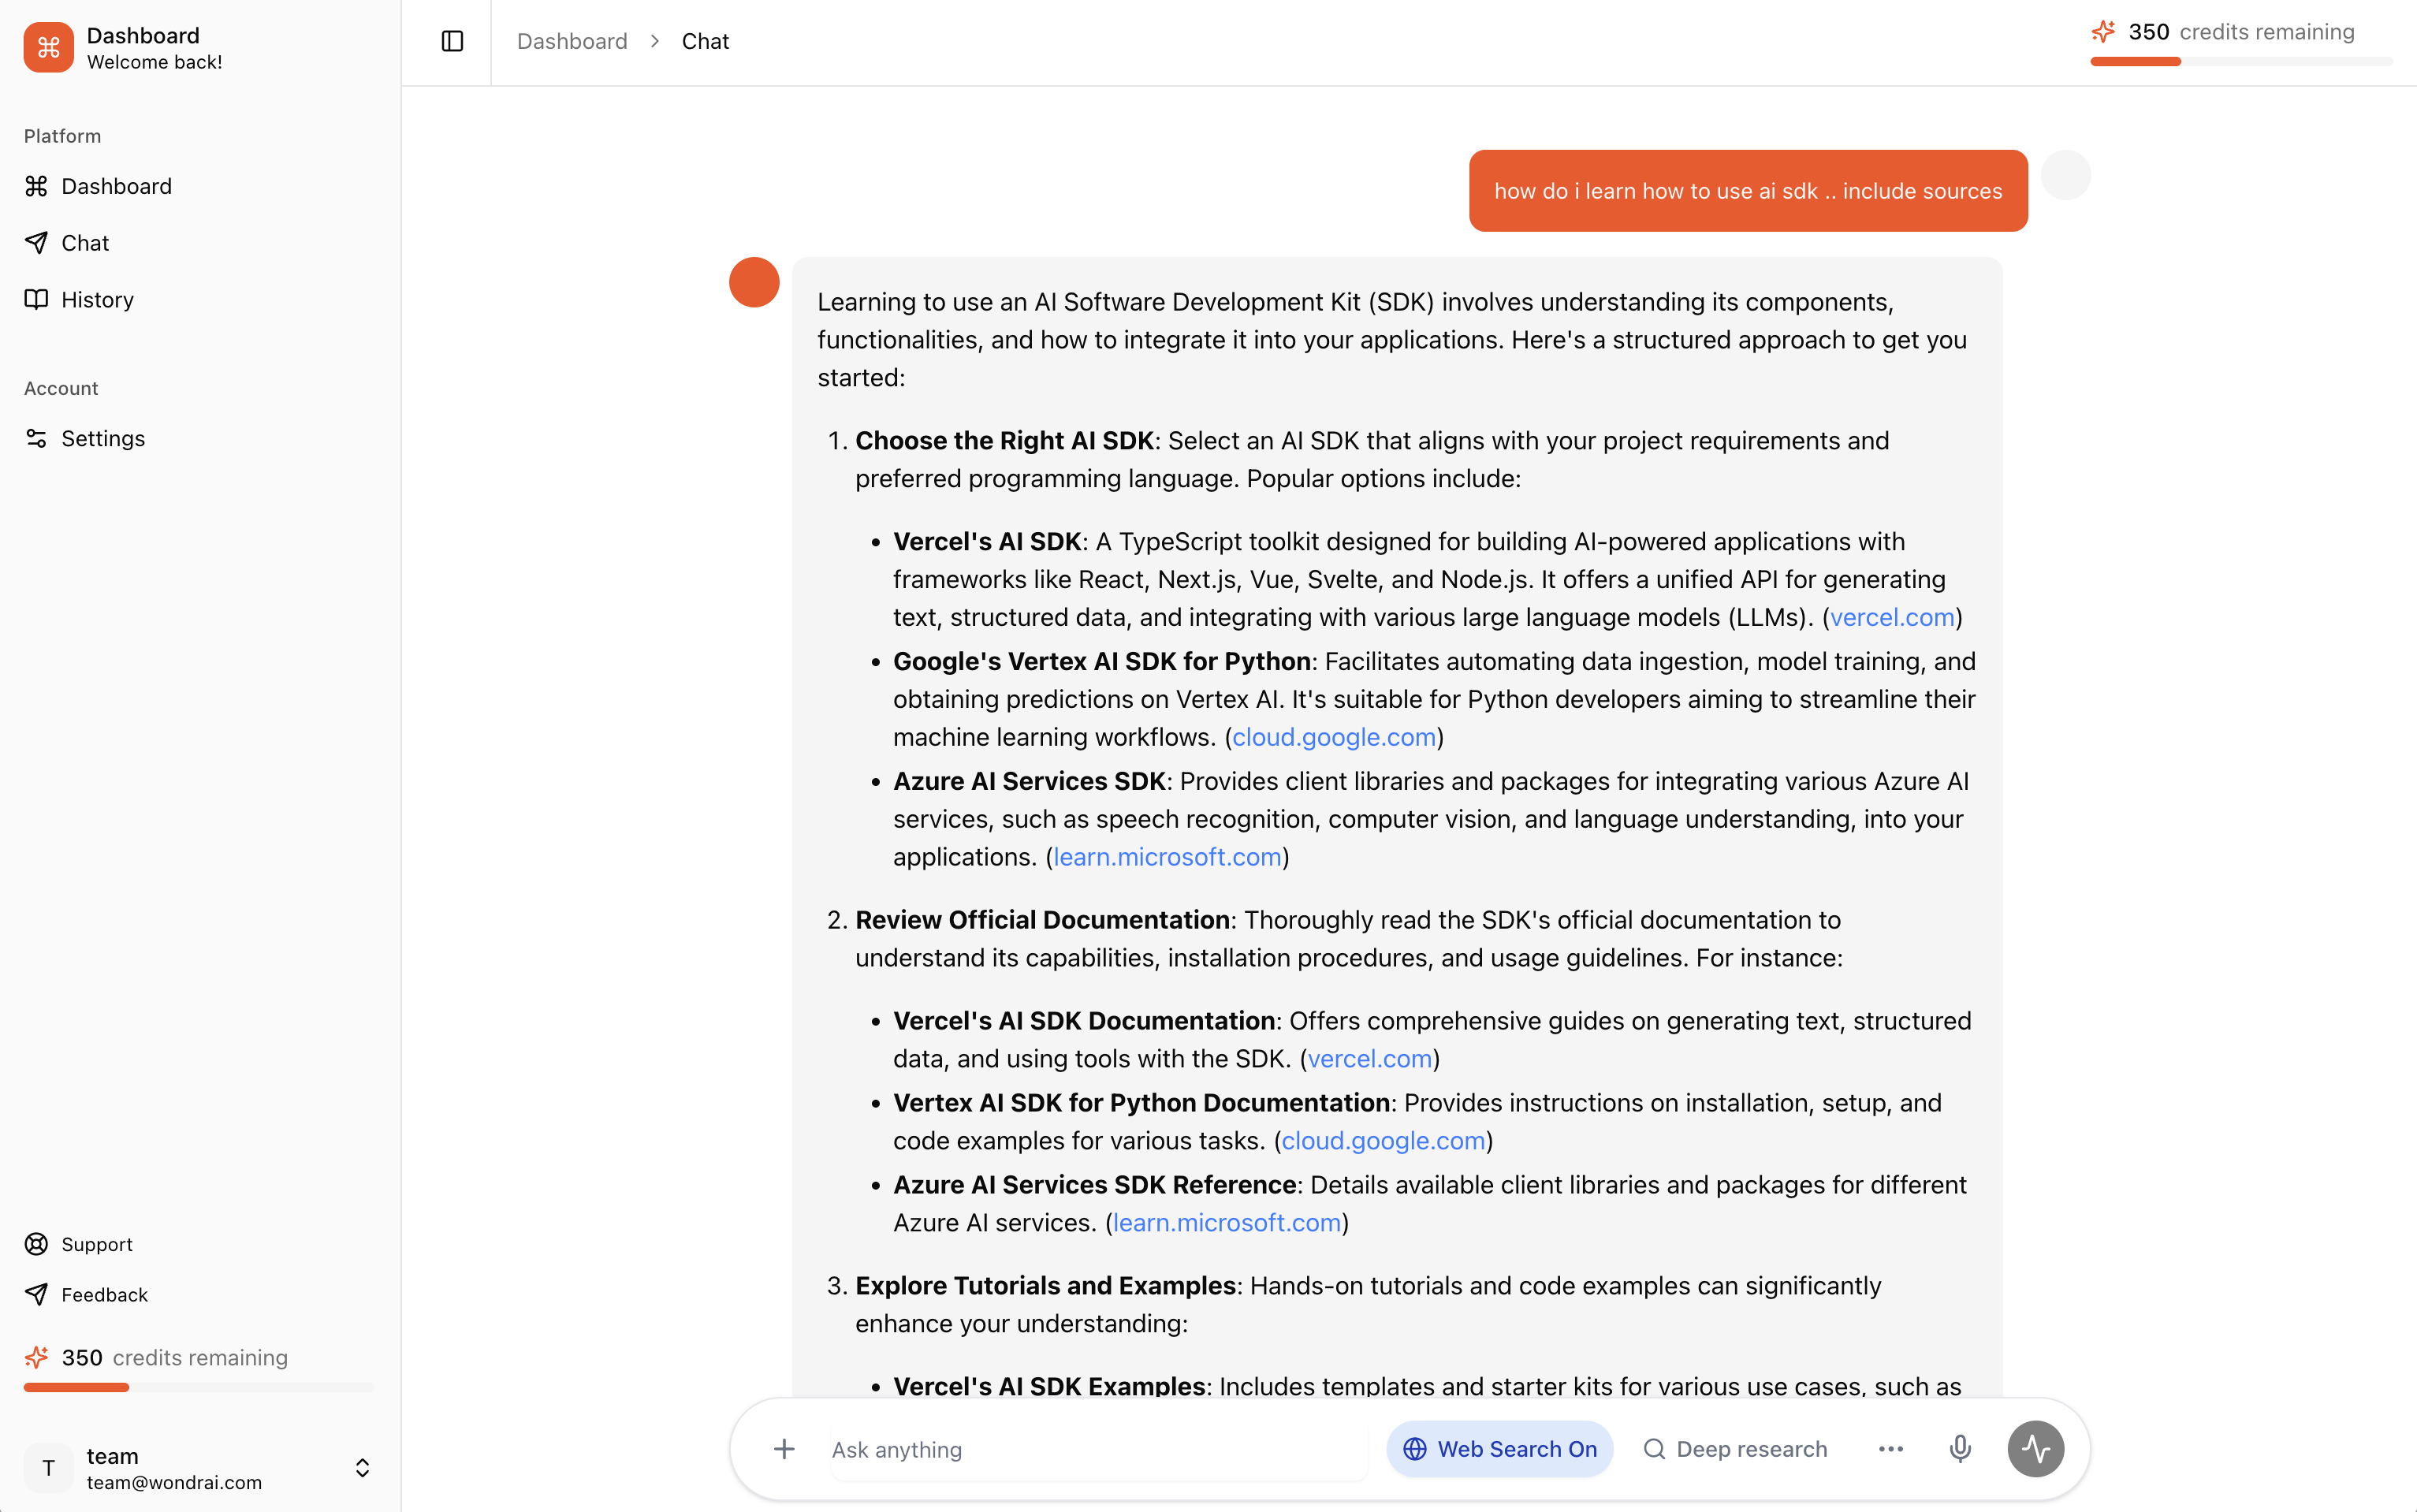 Dashboard
Welcome back!
Platform
Dashboard
Chat
History
Account
Settings
Support
Feedback
350 credits remaining
T
team
team@wondrai.com
Dashboard > Chat
350 credits remaining
how do i learn how to use ai sdk .. include sources
Learning to use an AI Software Development Kit (SDK) involves understanding its components,
functionalities, and how to integrate it into your applications. Here's a structured approach to get you
started:
1. Choose the Right AI SDK: Select an AI SDK that aligns with your project requirements and
preferred programming language. Popular options include:
• Vercel's AI SDK: A TypeScript toolkit designed for building AI-powered applications with
frameworks like React, Next.js, Vue, Svelte, and Node.js. It offers a unified API for generating
text, structured data, and integrating with various large language models (LLMs). (vercel.com)
• Google's Vertex AI SDK for Python: Facilitates automating data ingestion, model training, and
obtaining predictions on Vertex AI. It's suitable for Python developers aiming to streamline their
machine learning workflows. (cloud.google.com)
• Azure AI Services SDK: Provides client libraries and packages for integrating various Azure AI
services, such as speech recognition, computer vision, and language understanding, into your
applications. (learn.microsoft.com)
2. Review Official Documentation: Thoroughly read the SDK's official documentation to
understand its capabilities, installation procedures, and usage guidelines. For instance:
• Vercel's AI SDK Documentation: Offers comprehensive guides on generating text, structured
data, and using tools with the SDK. (vercel.com)
• Vertex AI SDK for Python Documentation: Provides instructions on installation, setup, and
code examples for various tasks. (cloud.google.com)
• Azure AI Services SDK Reference: Details available client libraries and packages for different
Azure AI services. (learn.microsoft.com)
3. Explore Tutorials and Examples: Hands-on tutorials and code examples can significantly
enhance your understanding:
• Vercel's AI SDK Examples: Includes templates and starter kits for various use cases, such as
Ask anything
Web Search On
Deep research